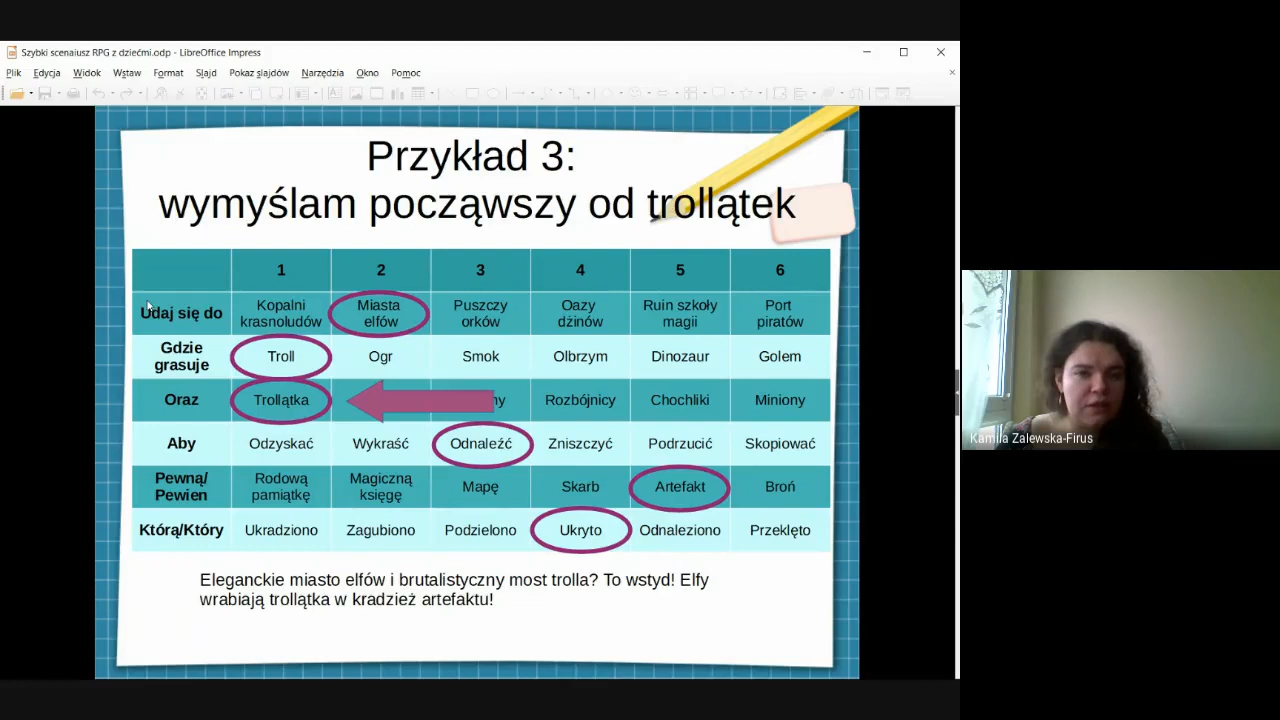 Szybki scenaiusz RPG z dziećmi.odp - LibreOffice Impress
Plik Edycja Widok Wstaw Format Slajd Pokaz slajdów Narzędzia Okno Pomoc
Przykład 3:
wymyślam począwszy od trollątek
1 2 3 4 5 6
Udaj się do Kopalni krasnoludów Miasta elfów Puszczy orków Oazy dżinów Ruin szkoły magii Port piratów
Gdzie grasuje Troll Ogr Smok Olbrzym Dinozaur Golem
Oraz Trollątka Rozbójnicy Chochliki Miniony
Aby Odzyskać Wykraść Odnaleźć Zniszczyć Podrzucić Skopiować
Pewną/Pewien Rodową pamiątkę Magiczną księgę Mapę Skarb Artefakt Broń
Którą/Który Ukradziono Zagubiono Podzielono Ukryto Odnaleziono Przeklęto
Eleganckie miasto elfów i brutalistyczny most trolla? To wstyd! Elfy
wrabiają trollątka w kradzież artefaktu!
Kamila Zalewska-Firus